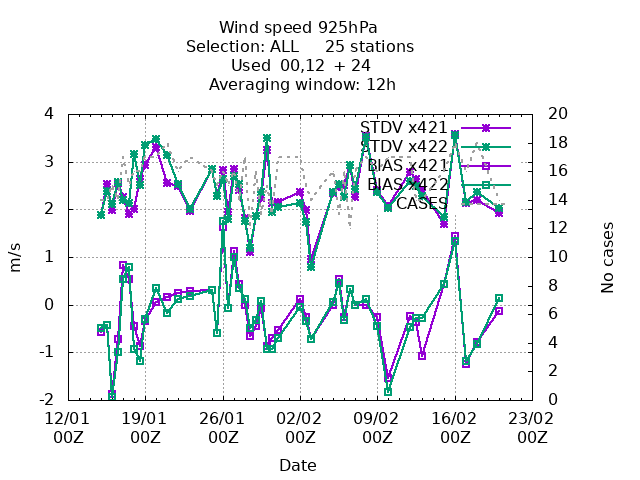 Wind speed 925hPa
Selection: ALL 25 stations
Used 00,12 + 24
Averaging window: 12h
4
3
2
1
0
-1
-2
m/s
20
18
16
14
12
10
8
6
4
2
0
No cases
STDV x421
STDV x422
BIAS x421
BIAS x422
CASES
12/01 19/01 26/01 02/02 09/02 16/02 23/02
00Z 00Z 00Z 00Z 00Z 00Z 00Z
Date